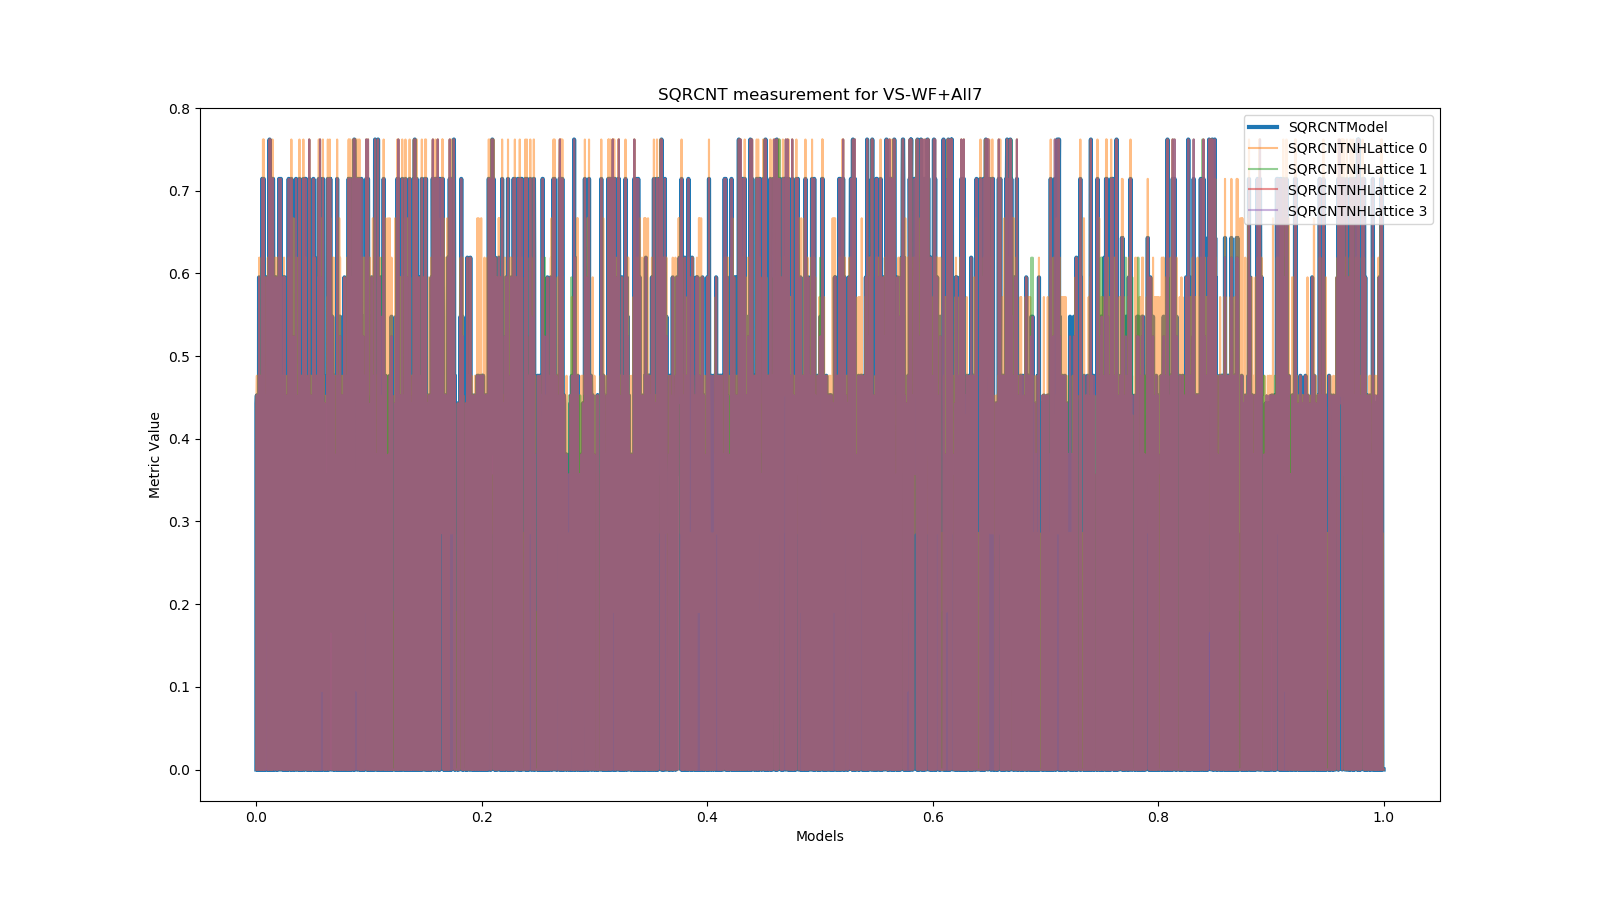 SQRCNT measurement for VS-WF+All7
0.8
0.7
0.6
0.5
0.4
0.3
0.2
0.1
0.0
Metric Value
SQRCNTModel
SQRCNTNHLattice 0
SQRCNTNHLattice 1
SQRCNTNHLattice 2
SQRCNTNHLattice 3
0.0 0.2 0.4 0.6 0.8 1.0
Models